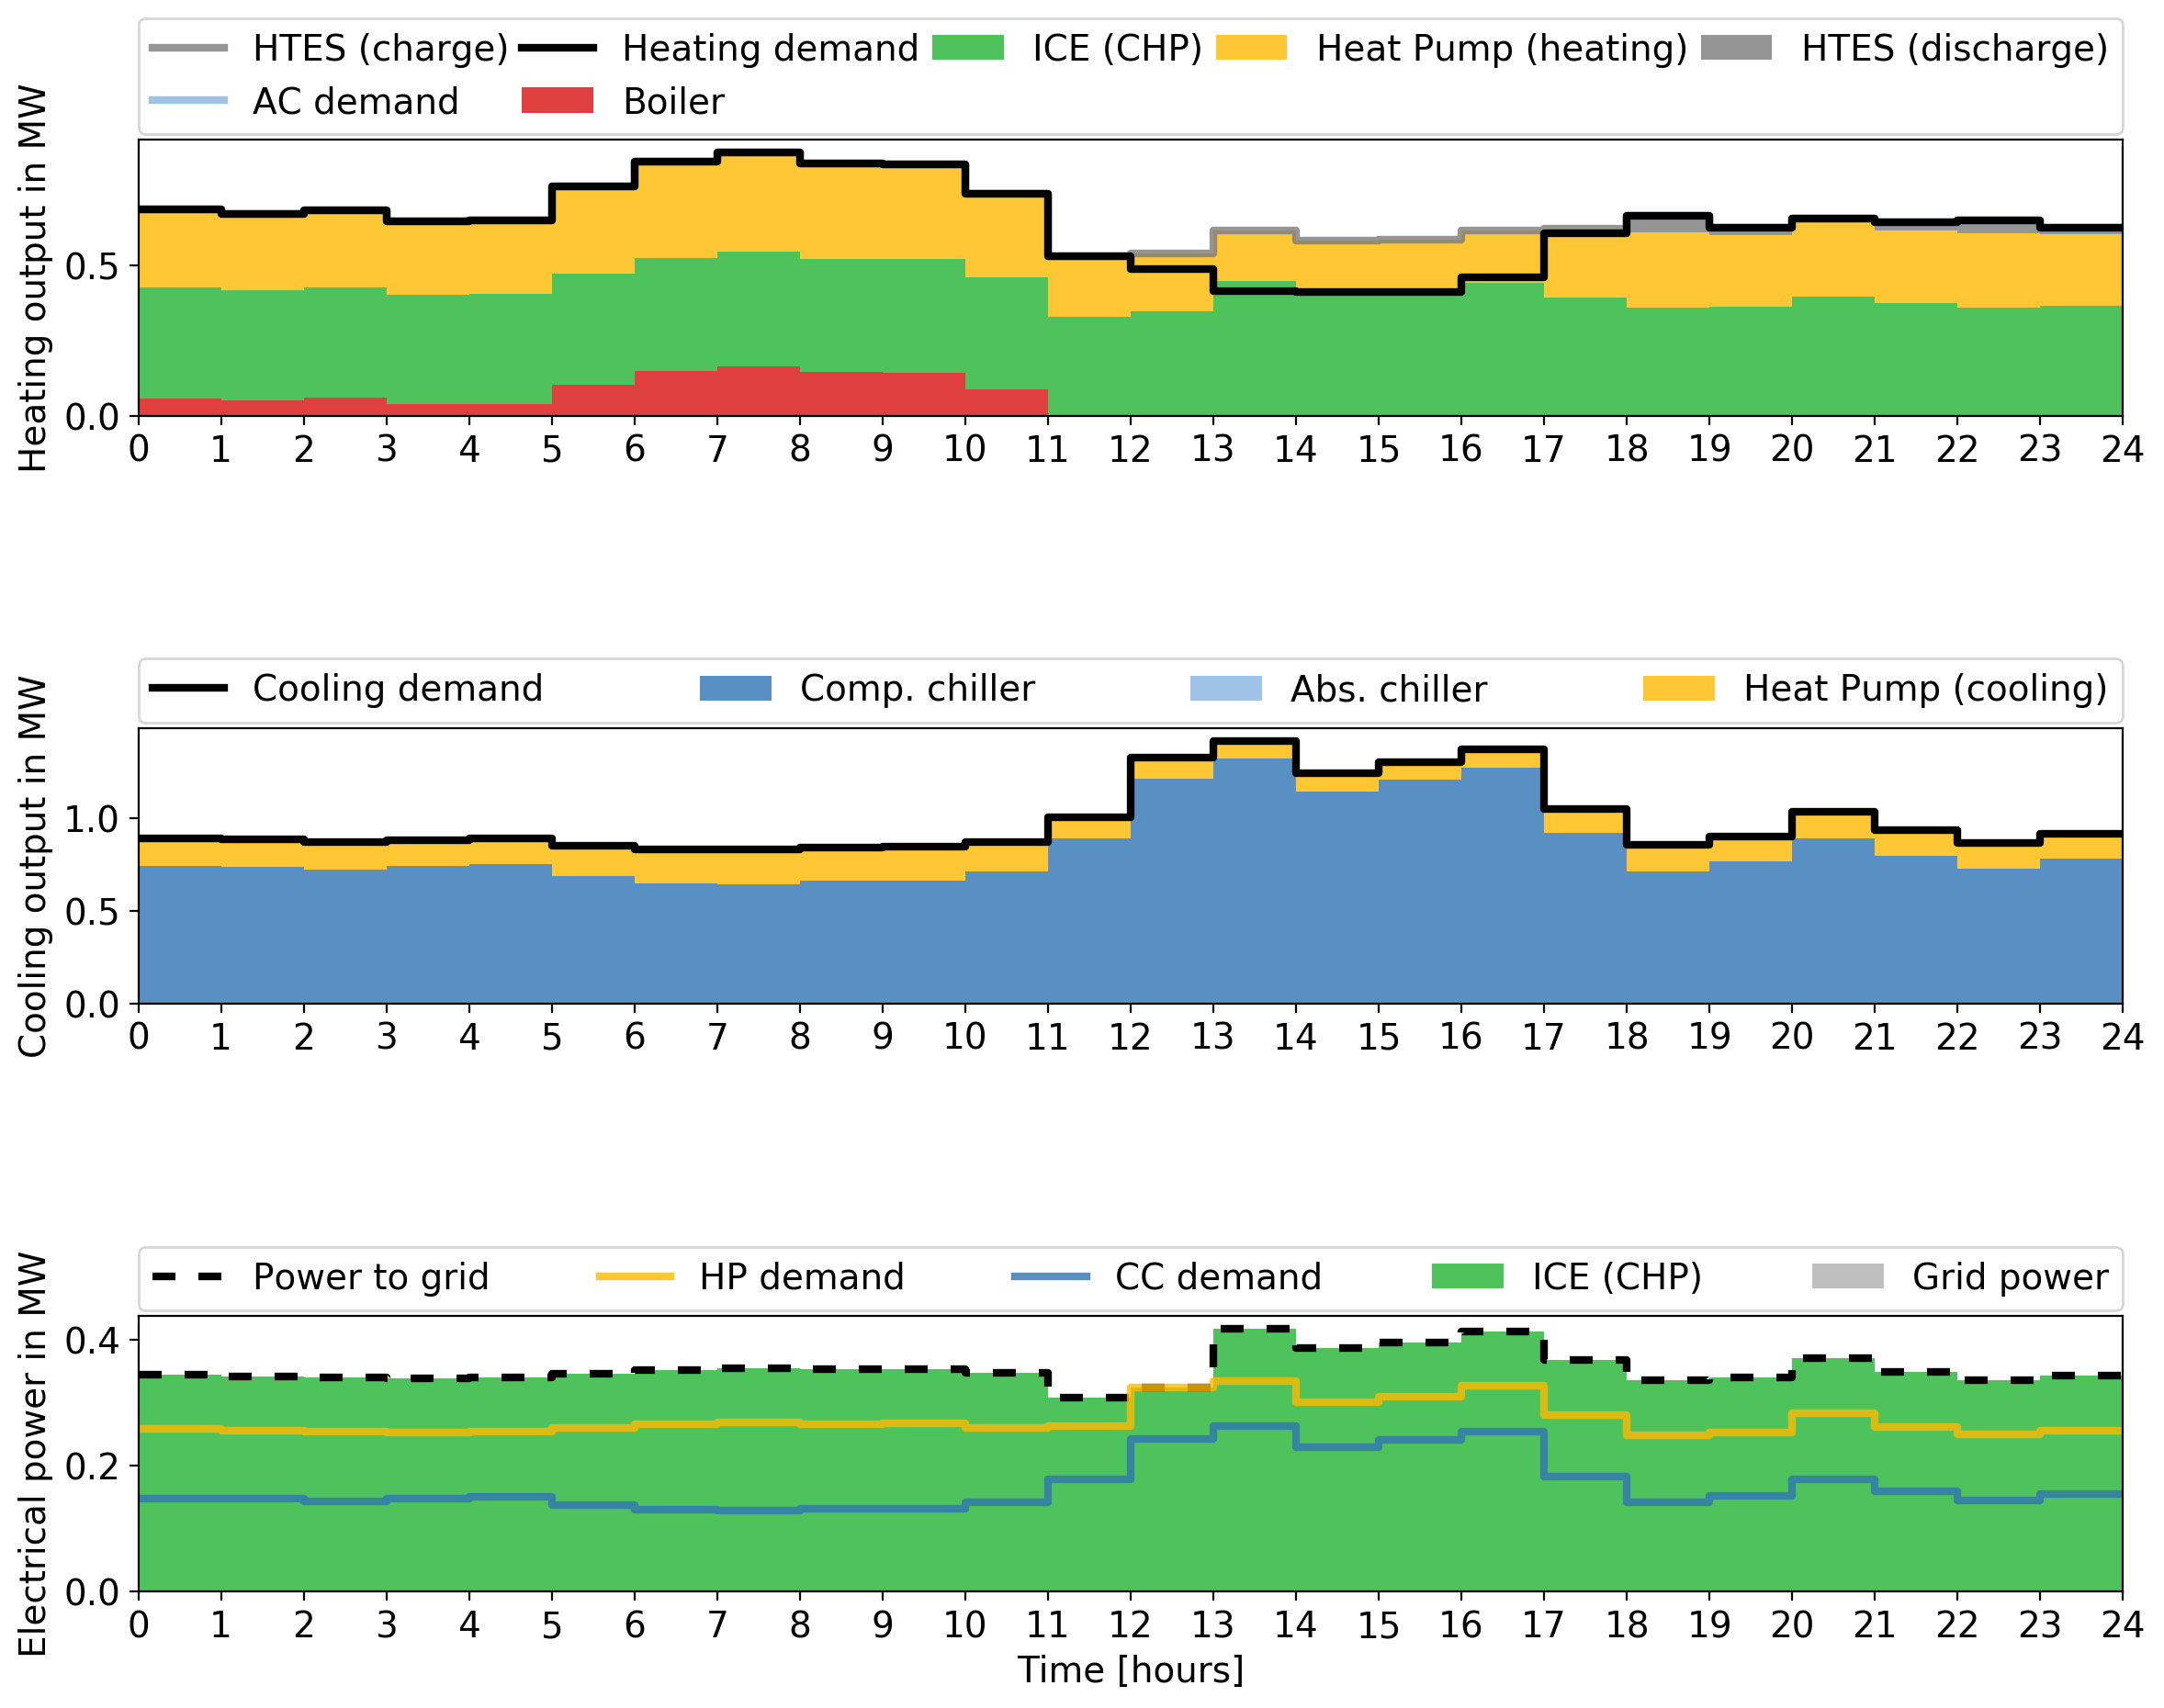 HTES (charge) Heating demand ICE (CHP) Heat Pump (heating) HTES (discharge)
AC demand Boiler
Heating output in MW
0.5
0.0
0 1 2 3 4 5 6 7 8 9 10 11 12 13 14 15 16 17 18 19 20 21 22 23 24
Cooling demand Comp. chiller Abs. chiller Heat Pump (cooling)
Cooling output in MW
1.0
0.5
0.0
0 1 2 3 4 5 6 7 8 9 10 11 12 13 14 15 16 17 18 19 20 21 22 23 24
Power to grid HP demand CC demand ICE (CHP) Grid power
Electrical power in MW
0.4
0.2
0.0
0 1 2 3 4 5 6 7 8 9 10 11 12 13 14 15 16 17 18 19 20 21 22 23 24
Time [hours]